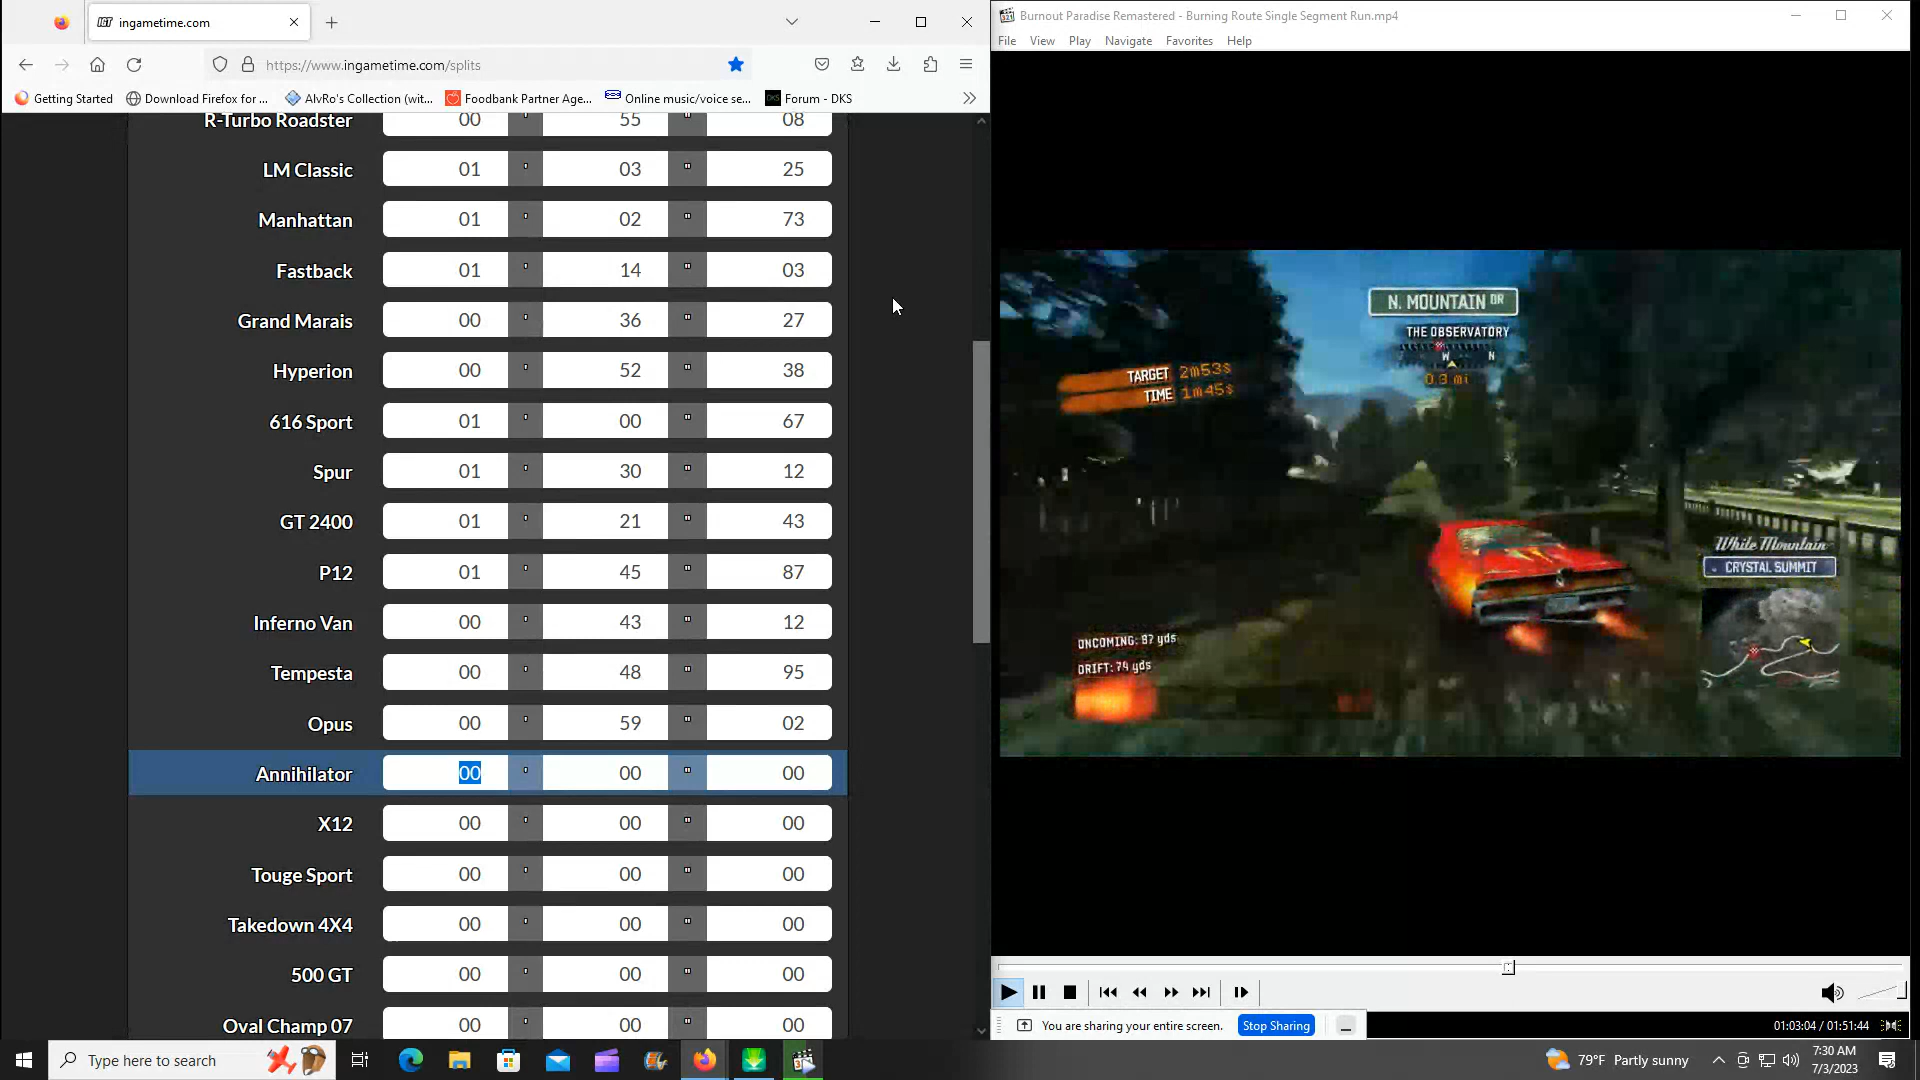 ingametime.com
https://www.ingametime.com/splits
Getting Started
Download Firefox for ...
AlvRo's Collection (wit...
Foodbank Partner Age...
Online music/voice se...
Forum - DKS
R-Turbo Roadster 00 ' 55 " 08
LM Classic 01 ' 03 " 25
Manhattan 01 ' 02 " 73
Fastback 01 ' 14 " 03
Grand Marais 00 ' 36 " 27
Hyperion 00 ' 52 " 38
616 Sport 01 ' 00 " 67
Spur 01 ' 30 " 12
GT 2400 01 ' 21 " 43
P12 01 ' 45 " 87
Inferno Van 00 ' 43 " 12
Tempesta 00 ' 48 " 95
Opus 00 ' 59 " 02
Annihilator 00 ' 00 " 00
X12 00 ' 00 " 00
Touge Sport 00 ' 00 " 00
Takedown 4X4 00 ' 00 " 00
500 GT 00 ' 00 " 00
Oval Champ 07 00 00 00
Burnout Paradise Remastered - Burning Route Single Segment Run.mp4
File View Play Navigate Favorites Help
N. MOUNTAIN DR
THE OBSERVATORY
W N
0.3 mi
TARGET 2m53s
TIME 1m45s
White Mountain
CRYSTAL SUMMIT
ONCOMING: 87 yds
DRIFT: 74 yds
You are sharing your entire screen.
Stop Sharing
01:03:04 / 01:51:44
Type here to search
79°F Partly sunny
7:30 AM
7/3/2023